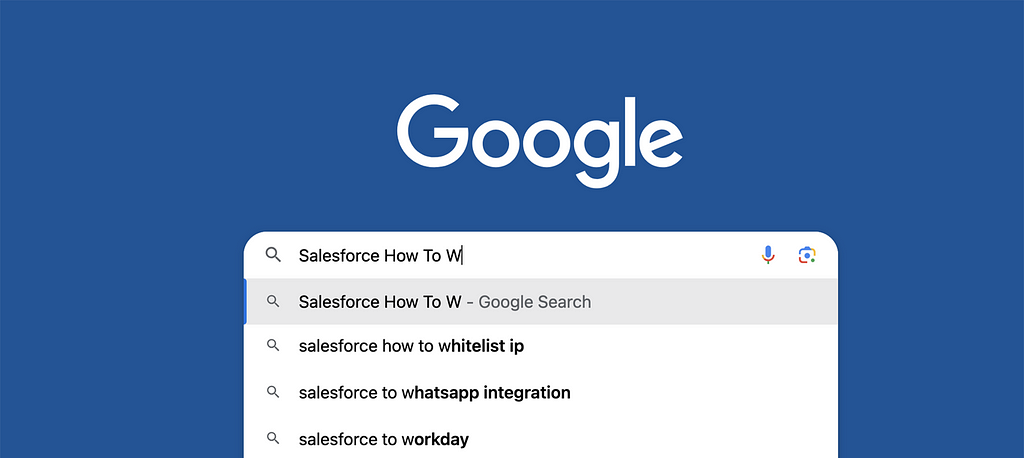 Google
Salesforce How To W
Salesforce How To W - Google Search
salesforce how to whitelist ip
salesforce to whatsapp integration
salesforce to workday